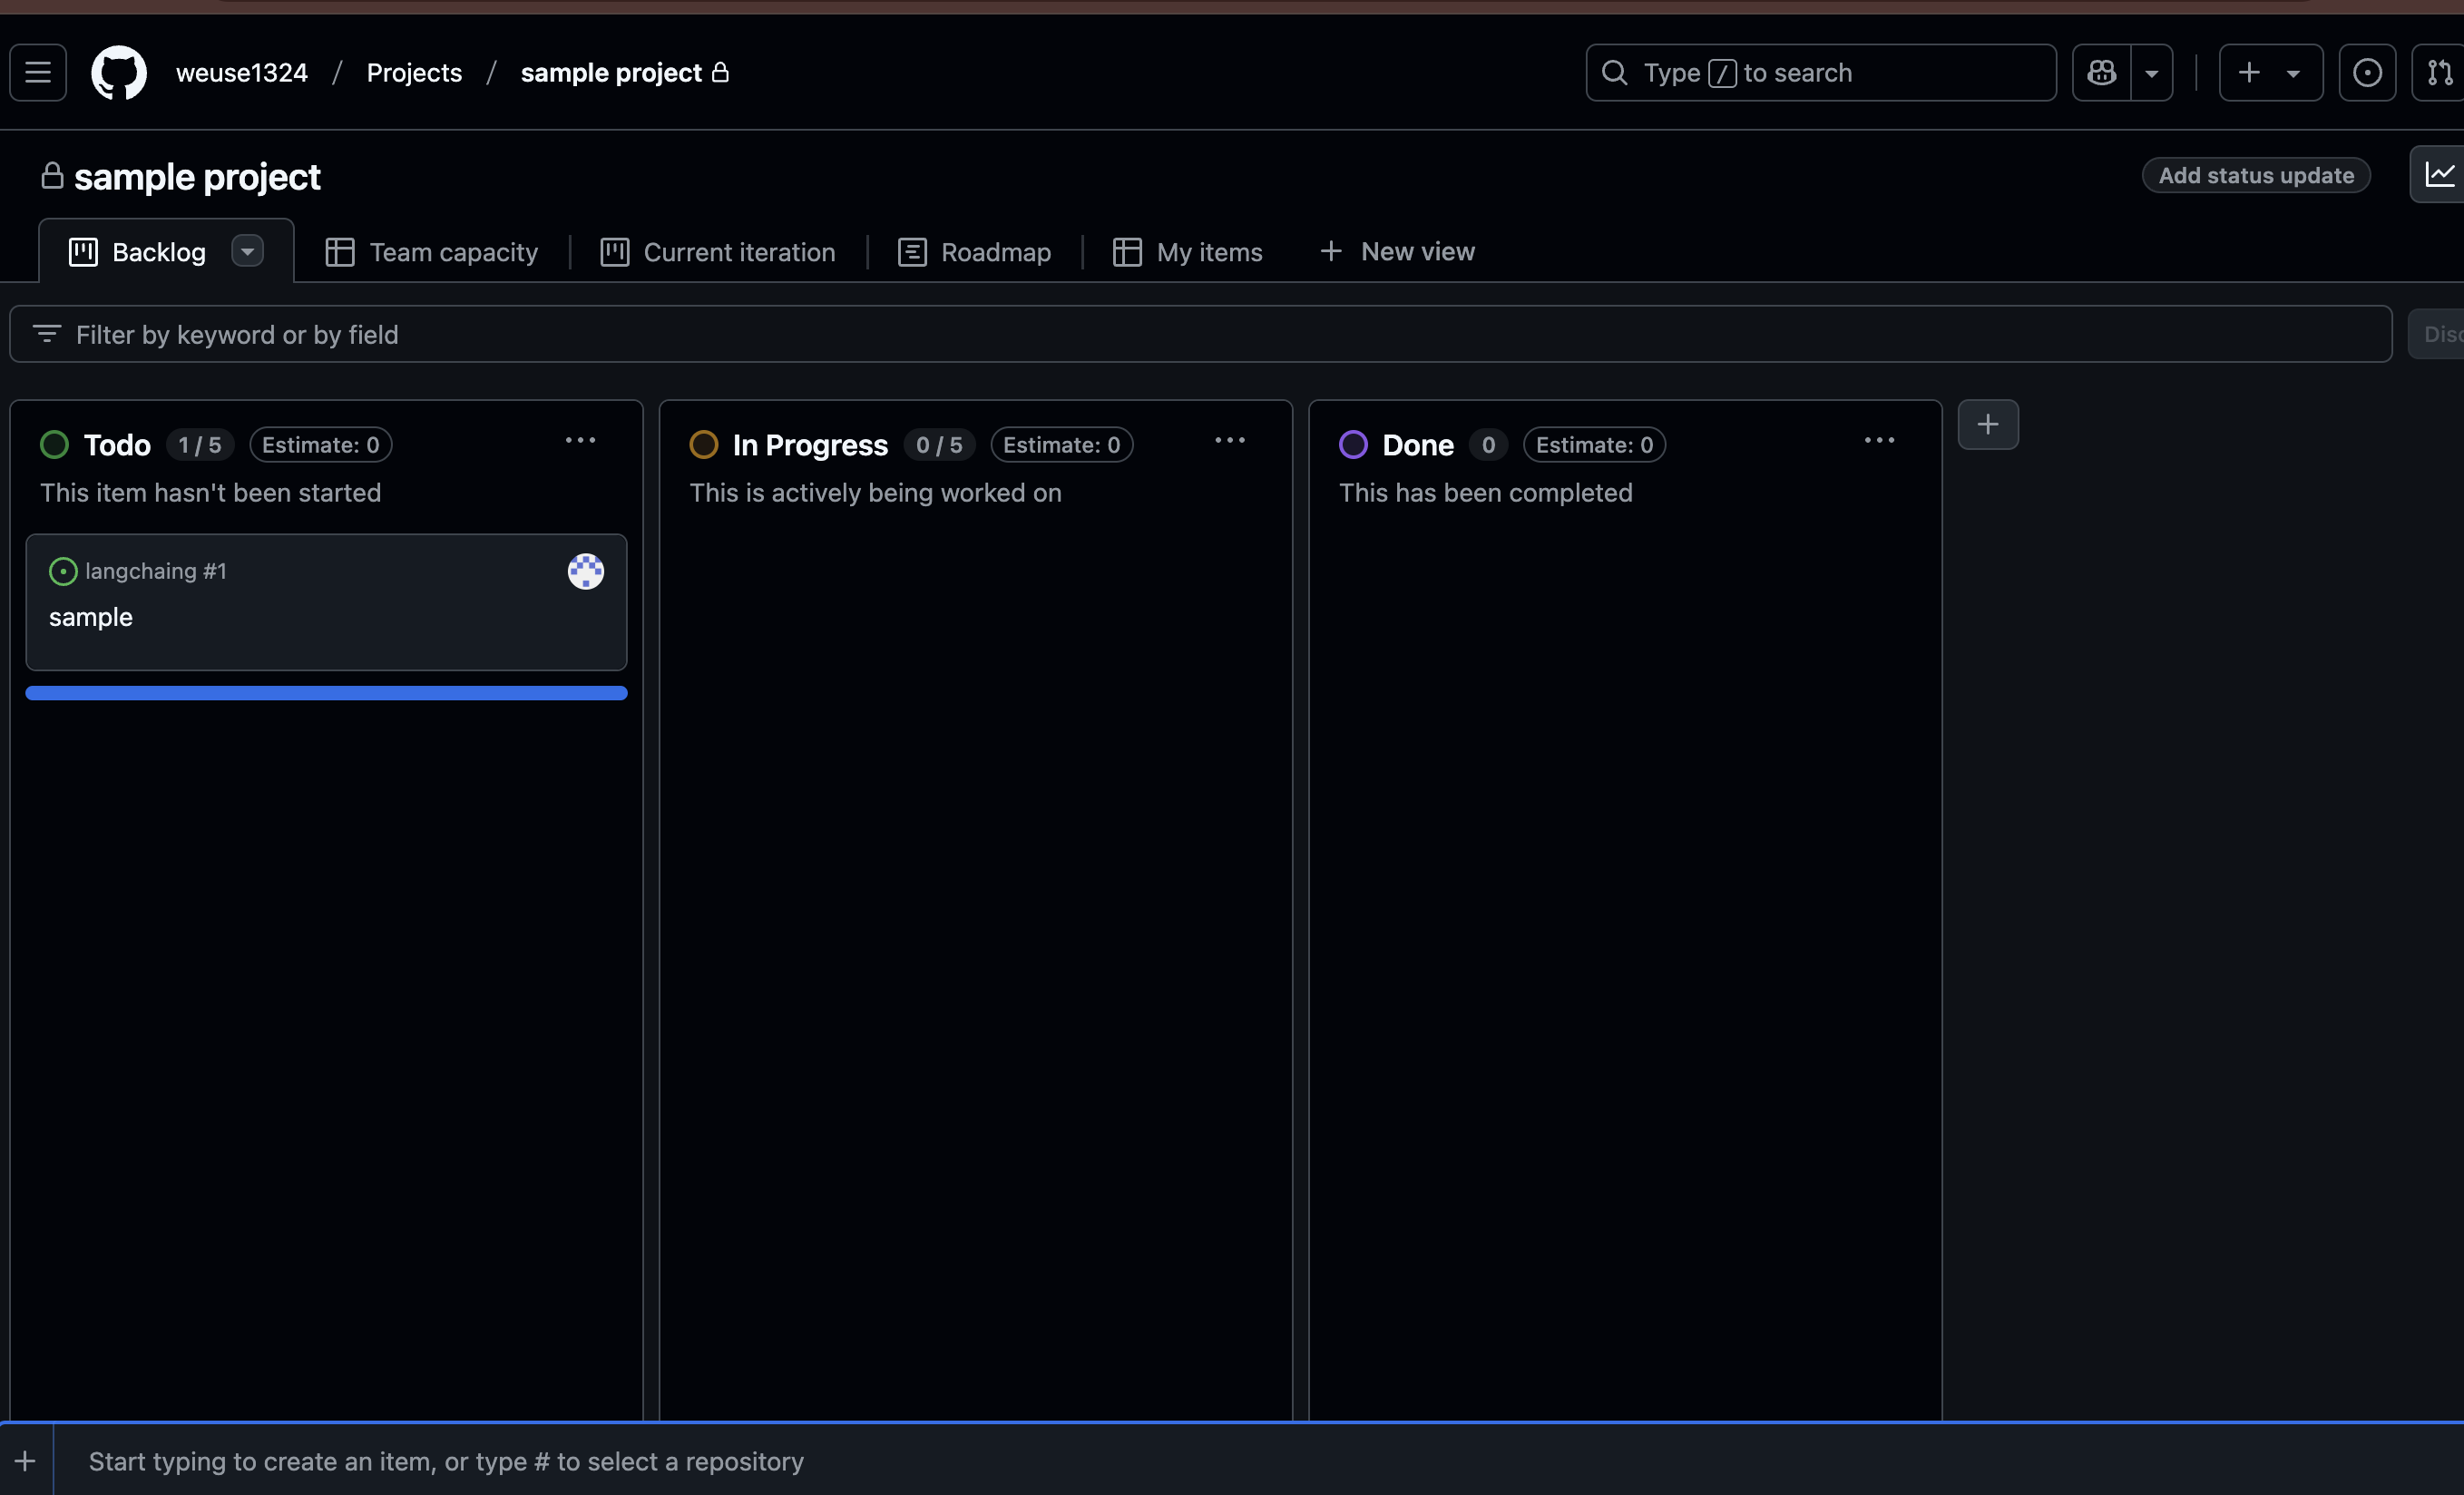 weuse1324 / Projects / sample project
Type / to search
sample project
Add status update
Backlog
Team capacity
Current iteration
Roadmap
My items
+ New view
Filter by keyword or by field
Todo 1 / 5 Estimate: 0
This item hasn't been started
langchaing #1
sample
In Progress 0 / 5 Estimate: 0
This is actively being worked on
Done 0 Estimate: 0
This has been completed
+ Start typing to create an item, or type # to select a repository